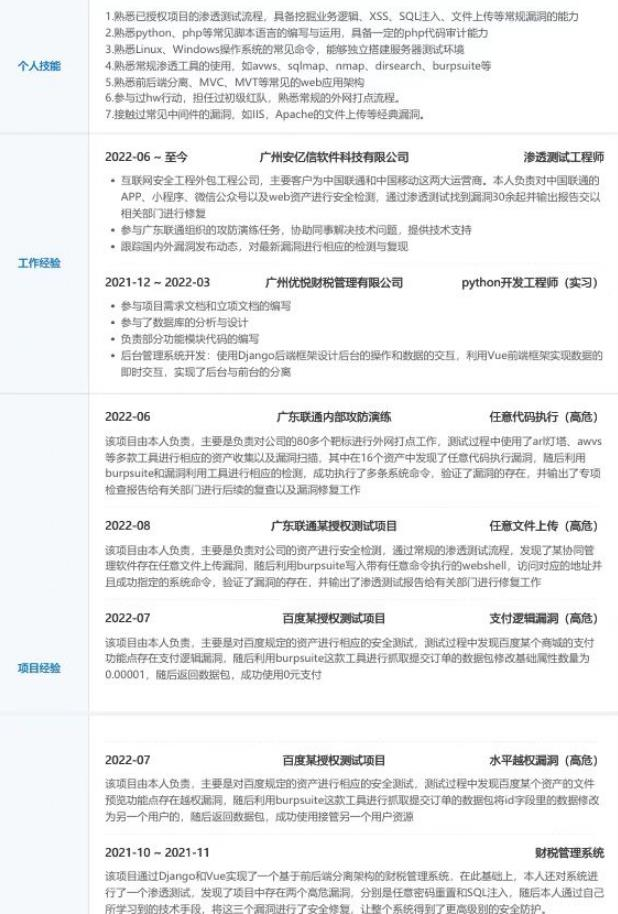 个人技能
1.熟悉已授权项目的渗透测试流程，具备挖掘业务逻辑、XSS、SQL注入、文件上传等常规漏洞的能力
2.熟悉python、php等常见脚本语言的编写与运用，具备一定的php代码审计能力
3.熟悉Linux、Windows操作系统的常见命令，能够独立搭建服务器测试环境
4.熟悉常规渗透工具的使用，如avws、sqlmap、nmap、dirsearch、burpsuite等
5.熟悉前后端分离、MVC、MVT等常见的web应用架构
6.参与过hw行动，担任过初级红队，熟悉常规的外网打点流程。
7.接触过常见中间件的漏洞，如IIS，Apache的文件上传等经典漏洞。
工作经验
2022-06 ~ 至今 广州安亿信软件科技有限公司 渗透测试工程师
• 互联网安全工程外包工程公司，主要客户为中国联通和中国移动这两大运营商。本人负责对中国联通的
APP、小程序、微信公众号以及web资产进行安全检测，通过渗透测试找到漏洞30余起并输出报告交以
相关部门进行修复
• 参与广东联通组织的攻防演练任务，协助同事解决技术问题，提供技术支持
• 跟踪国内外漏洞发布动态，对最新漏洞进行相应的检测与复现
2021-12 ~ 2022-03 广州优悦财税管理有限公司 python开发工程师（实习）
• 参与项目需求文档和立项文档的编写
• 参与了数据库的分析与设计
• 负责部分功能模块代码的编写
• 后台管理系统开发：使用Django后端框架设计后台的操作和数据的交互，利用Vue前端框架实现数据的
即时交互，实现了后台与前台的分离
项目经验
2022-06 广东联通内部攻防演练 任意代码执行（高危）
该项目由本人负责，主要是负责对公司的80多个靶标进行外网打点工作，测试过程中使用了arl灯塔、awvs
等多款工具进行相应的资产收集以及漏洞扫描，其中在16个资产中发现了任意代码执行漏洞，随后利用
burpsuite和漏洞利用工具进行相应的检测，成功执行了多条系统命令，验证了漏洞的存在，并输出了专项
检查报告给有关部门进行后续的复查以及漏洞修复工作
2022-08 广东联通某授权测试项目 任意文件上传（高危）
该项目由本人负责，主要是负责对公司的资产进行安全检测，通过常规的渗透测试流程，发现了某协同管
理软件存在任意文件上传漏洞，随后利用burpsuite写入带有任意命令执行的webshell，访问对应的地址并
且成功指定的系统命令，验证了漏洞的存在，并输出了渗透测试报告给有关部门进行修复工作
2022-07 百度某授权测试项目 支付逻辑漏洞（高危）
该项目由本人负责，主要是对百度规定的资产进行相应的安全测试，测试过程中发现百度某个商城的支付
功能点存在支付逻辑漏洞，随后利用burpsuite这款工具进行抓取提交订单的数据包修改基础属性数量为
0.00001，随后返回数据包，成功使用0元支付
2022-07 百度某授权测试项目 水平越权漏洞（高危）
该项目由本人负责，主要是对百度规定的资产进行相应的安全测试，测试过程中发现百度某个资产的文件
预览功能点存在越权漏洞，随后利用burpsuite这款工具进行抓取提交订单的数据包将id字段里的数据修改
为另一个用户的，随后返回数据包，成功使用接管另一个用户资源
2021-10 ~ 2021-11 财税管理系统
该项目通过Django和Vue实现了一个基于前后端分离架构的财税管理系统，在此基础上，本人还对系统进
行了一个渗透测试，发现了项目中存在两个高危漏洞，分别是任意密码重置和SQL注入，随后本人通过自己
所学习到的技术手段，将这三个漏洞进行了安全修复，让整个系统得到了更高级别的安全防护。